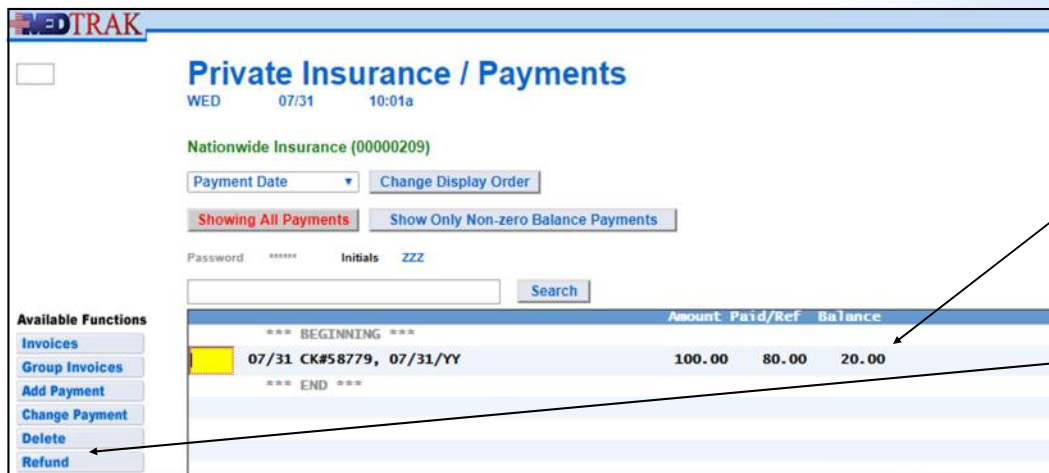 MEDTRAK
Private Insurance / Payments
WED 07/31 10:01a
Nationwide Insurance (00000209)
Payment Date ▼ Change Display Order
Showing All Payments Show Only Non-zero Balance Payments
Password ****** Initials ZZZ
Search
Available Functions
Invoices
Group Invoices
Add Payment
Change Payment
Delete
Refund
Amount Paid/Ref Balance
*** BEGINNING ***
07/31 CK#58779, 07/31/YY 100.00 80.00 20.00
*** END ***